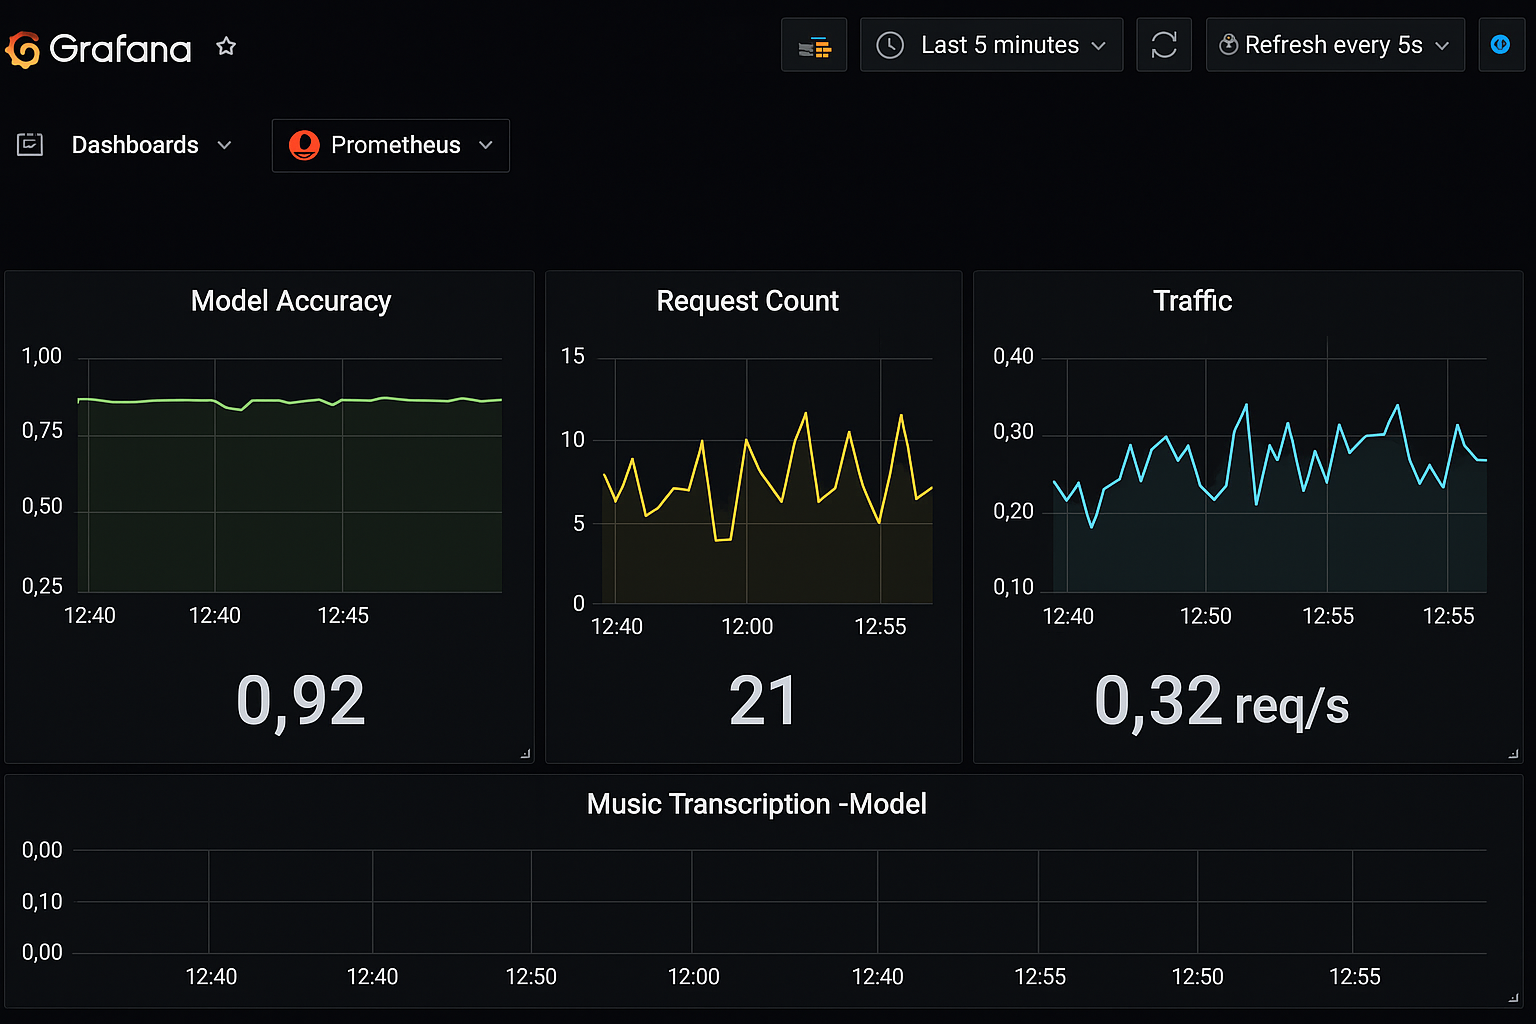 Grafana
Last 5 minutes
Refresh every 5s
Dashboards
Prometheus
Model Accuracy
1,00
0,75
0,50
0,25
12:40 12:40 12:45
0,92
Request Count
15
10
5
0
12:40 12:00 12:55
21
Traffic
0,40
0,30
0,20
0,10
12:40 12:50 12:55 12:55
0,32 req/s
Music Transcription -Model
0,00
0,10
0,00
12:40 12:40 12:50 12:00 12:40 12:55 12:50 12:55